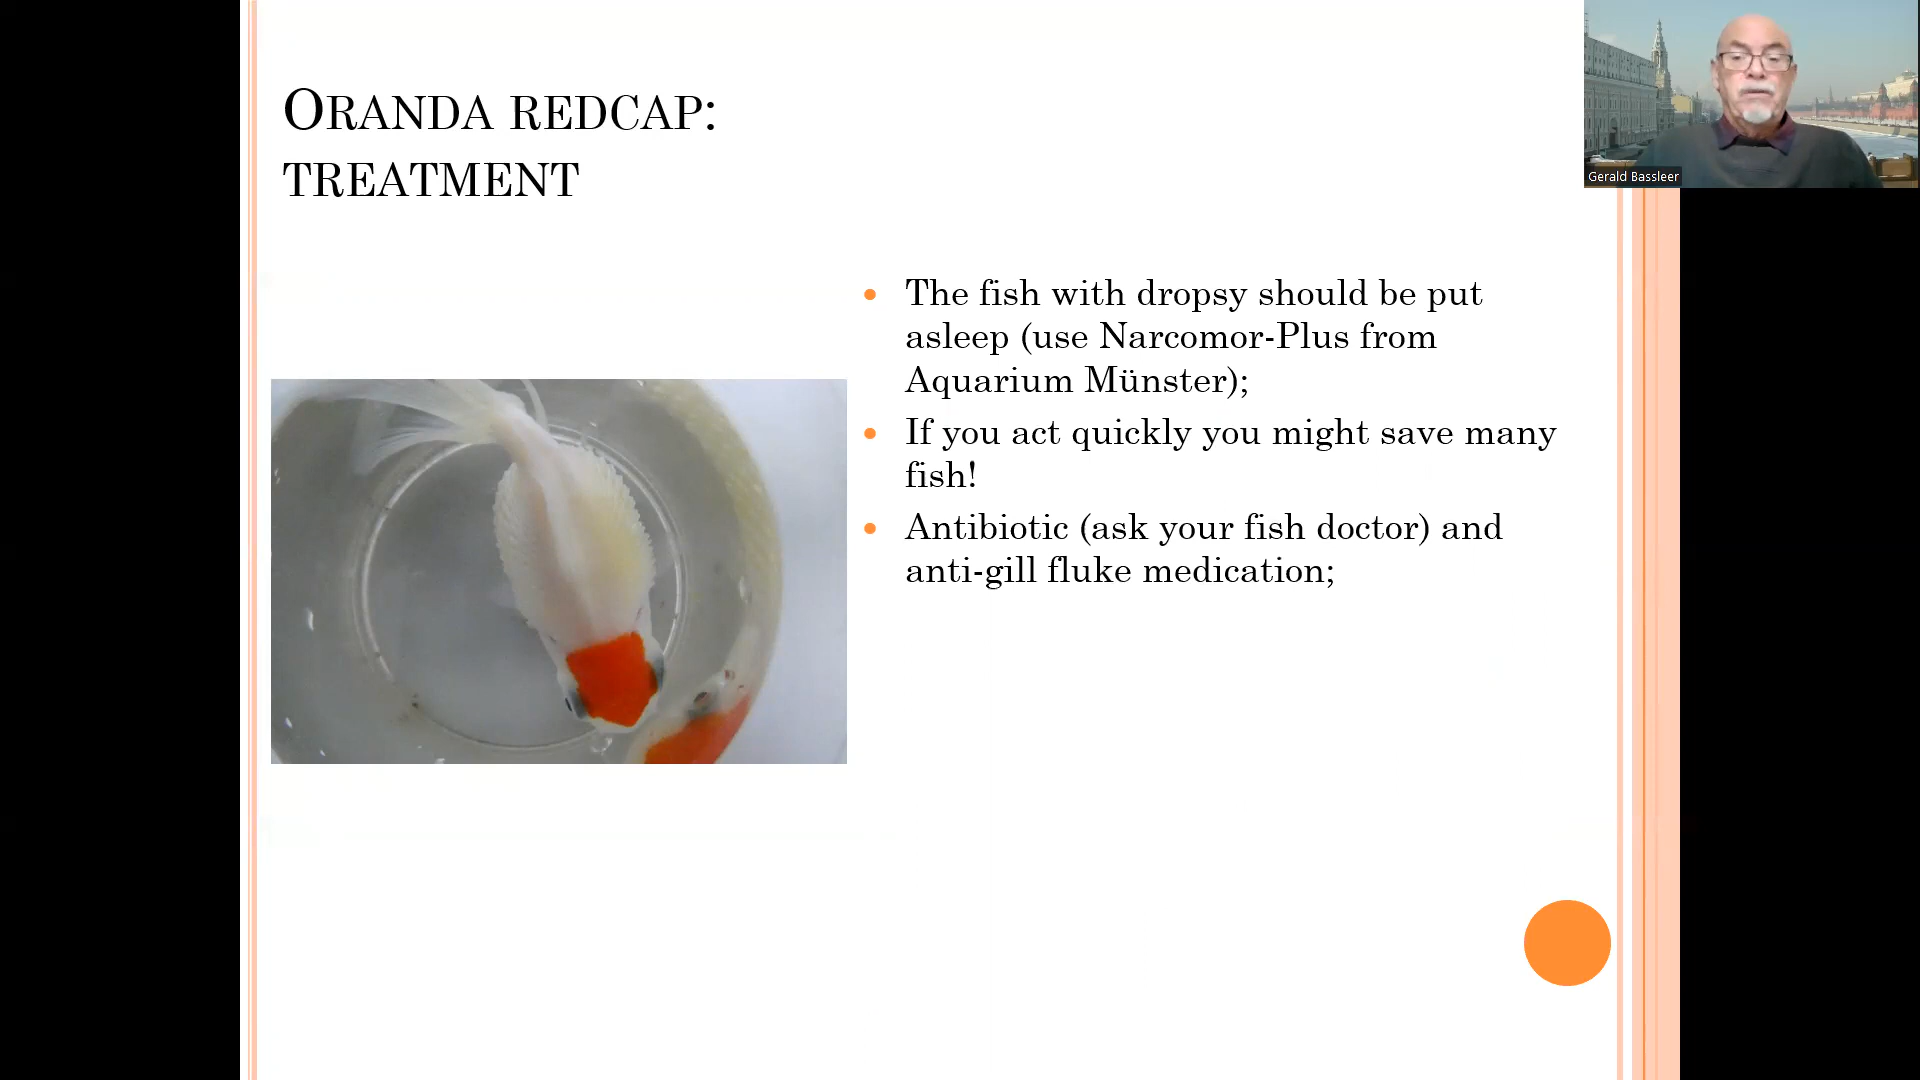 ORANDA REDCAP:
TREATMENT
Gerald Bassleer
• The fish with dropsy should be put
asleep (use Narcomor-Plus from
Aquarium Münster);
• If you act quickly you might save many
fish!
• Antibiotic (ask your fish doctor) and
anti-gill fluke medication;